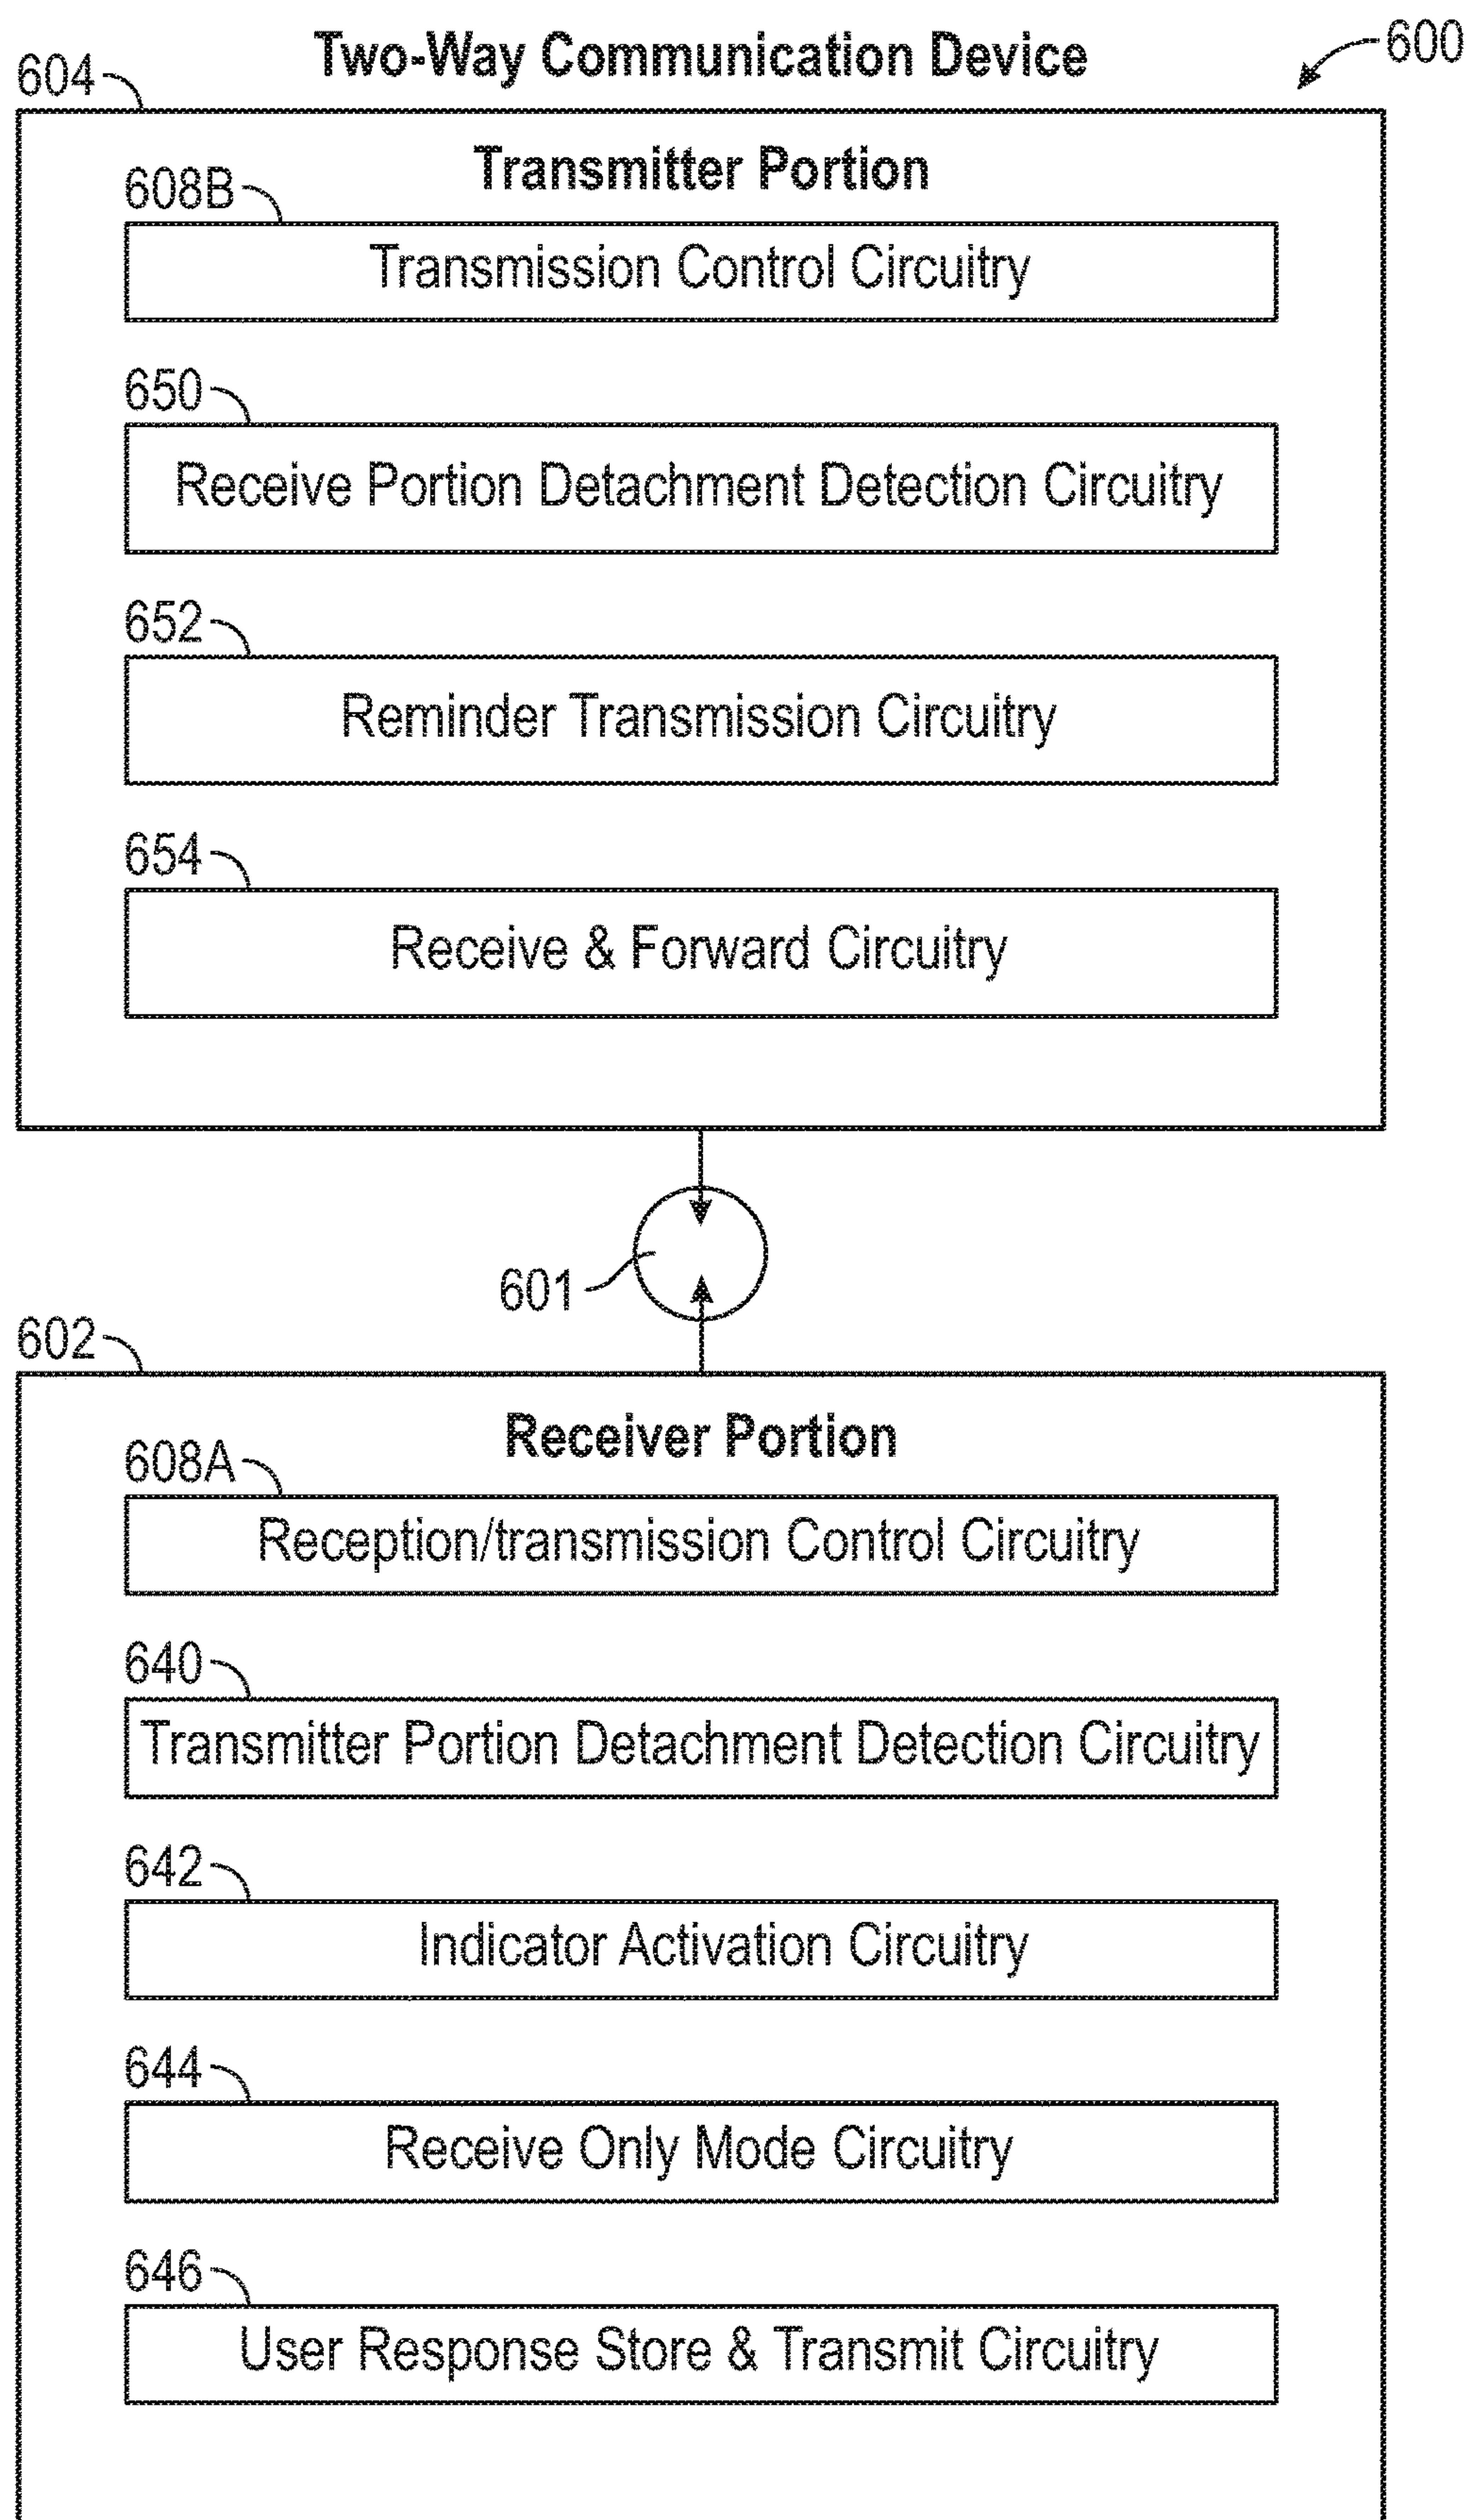 Two-Way Communication Device
600
604
Transmitter Portion
608B
Transmission Control Circuitry
650
Receive Portion Detachment Detection Circuitry
652
Reminder Transmission Circuitry
654
Receive & Forward Circuitry
601
602
Receiver Portion
608A
Reception/transmission Control Circuitry
640
Transmitter Portion Detachment Detection Circuitry
642
Indicator Activation Circuitry
644
Receive Only Mode Circuitry
646
User Response Store & Transmit Circuitry